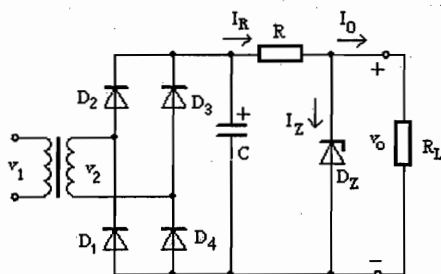 I_R R I_O
+
D_2 D_3 + I_Z
v_1 v_2 C v_o R_L
D_Z
D_1 D_4
−